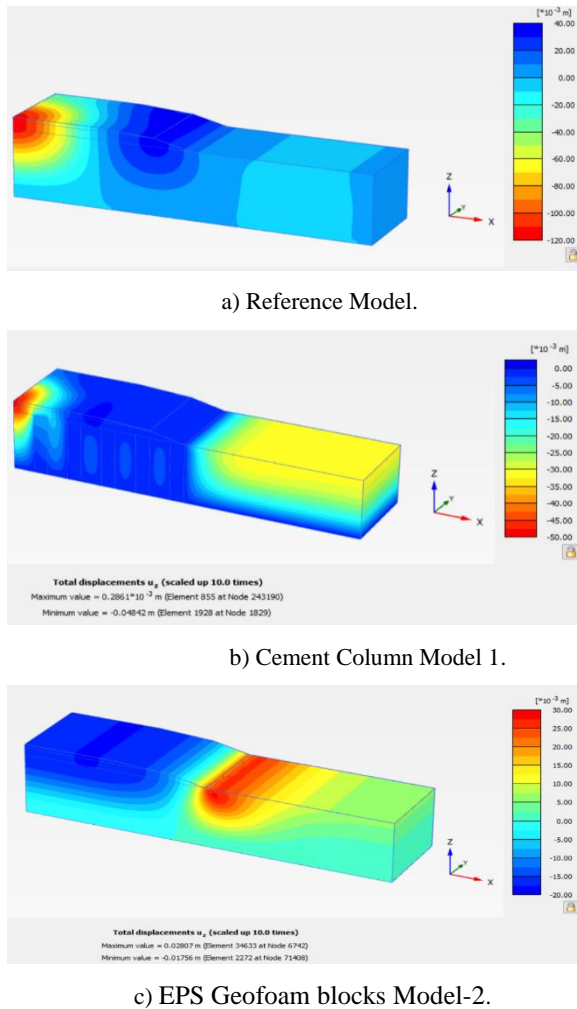 [*10 -3 m]
40.00
20.00
0.00
-20.00
-40.00
-60.00
-80.00
-100.00
-120.00
Z
Y
X
a) Reference Model.
[*10 -3 m]
0.00
-5.00
-10.00
-15.00
-20.00
-25.00
-30.00
-35.00
-40.00
-45.00
-50.00
Z
Y
X
Total displacements uz (scaled up 10.0 times)
Maximum value = 0.2861*10 -3 m (Element 855 at Node 243190)
Minimum value = -0.04842 m (Element 1928 at Node 1829)
b) Cement Column Model 1.
[*10 -3 m]
30.00
25.00
20.00
15.00
10.00
5.00
0.00
-5.00
-10.00
-15.00
-20.00
Z
Y
X
Total displacements uz (scaled up 10.0 times)
Maximum value = 0.02807 m (Element 34633 at Node 6742)
Minimum value = -0.01756 m (Element 2272 at Node 71408)
c) EPS Geofoam blocks Model-2.